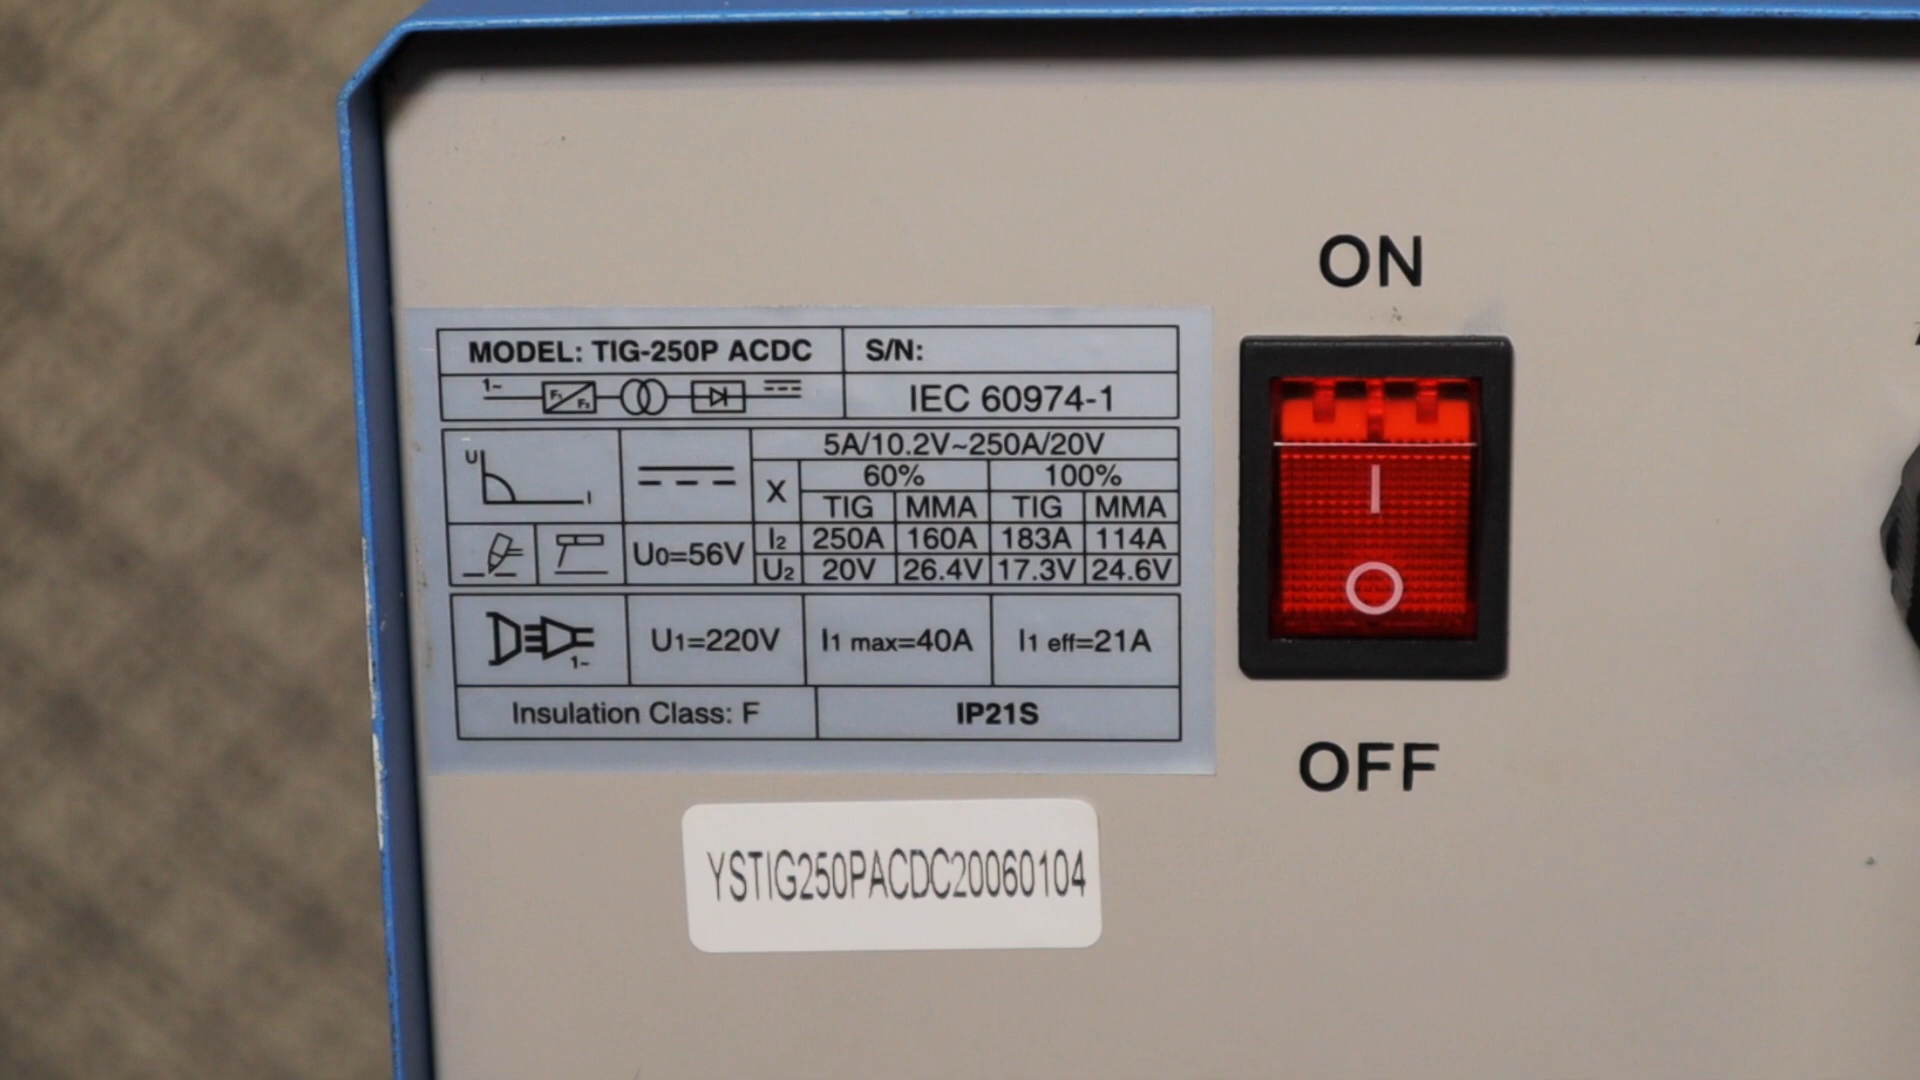 ON
MODEL: TIG-250P ACDC S/N:
1~ F1 F2 IEC 60974-1
5A/10.2V~250A/20V
U I X 60% 100%
TIG MMA TIG MMA
U0=56V I2 250A 160A 183A 114A
U2 20V 26.4V 17.3V 24.6V
1~ U1=220V I1 max=40A I1 eff=21A
Insulation Class: F IP21S
I
O
OFF
YSTIG250PACDC20060104